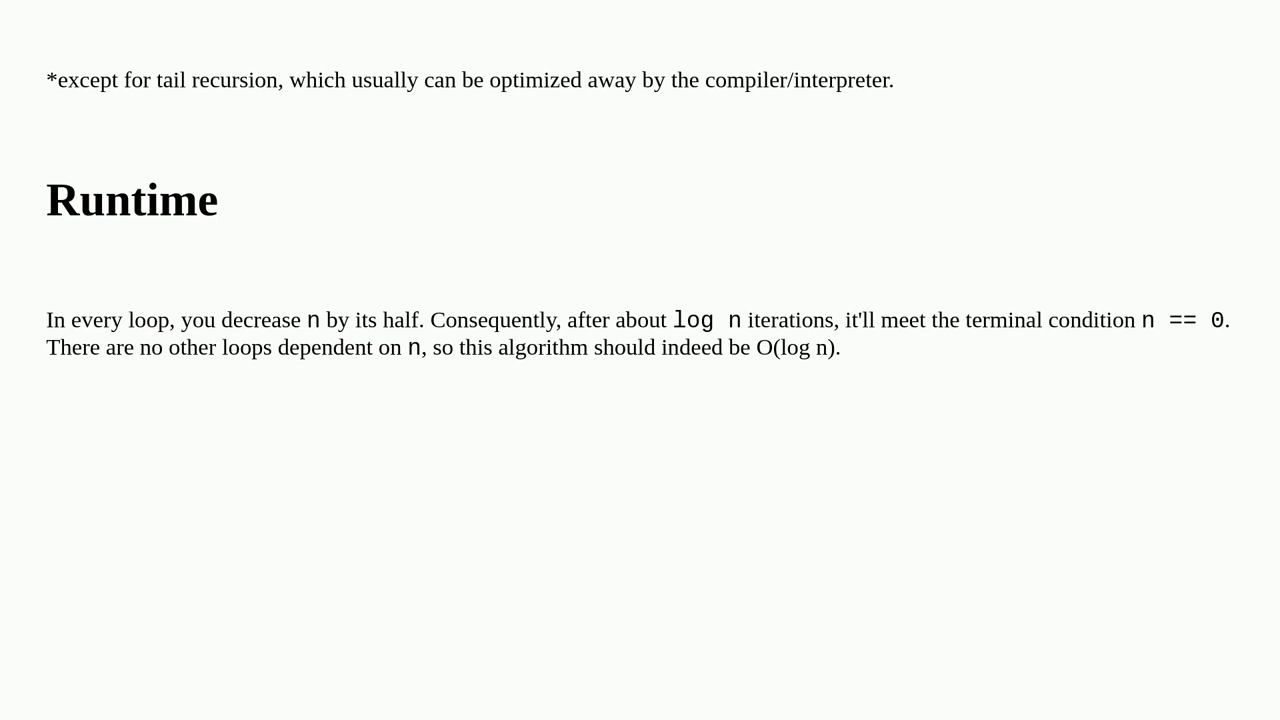 *except for tail recursion, which usually can be optimized away by the compiler/interpreter.
Runtime
In every loop, you decrease n by its half. Consequently, after about log n iterations, it'll meet the terminal condition n == 0.
There are no other loops dependent on n, so this algorithm should indeed be O(log n).